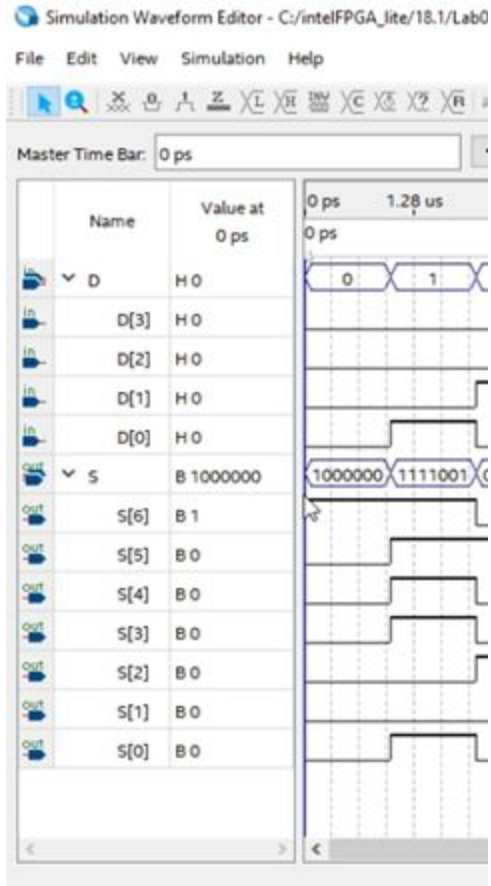 Simulation Waveform Editor - C:/intelFPGA_lite/18.1/Lab0
File Edit View Simulation Help
Master Time Bar: 0 ps
Name Value at 0 ps 0 ps 1.28 us
0 ps
D H 0 0 1
D[3] H 0
D[2] H 0
D[1] H 0
D[0] H 0
S B 1000000 1000000 1111001
S[6] B 1
S[5] B 0
S[4] B 0
S[3] B 0
S[2] B 0
S[1] B 0
S[0] B 0